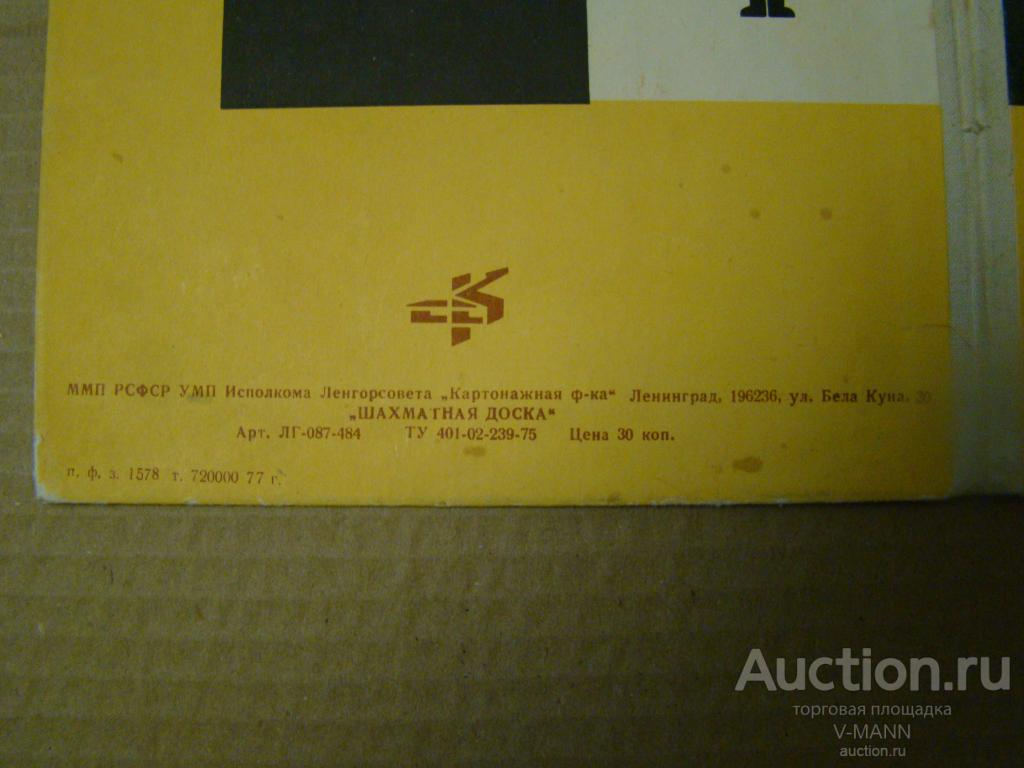 ММП РСФСР УМП Исполкома Ленгорсовета „Картонажная ф-ка“ Ленинград, 196236, ул. Бела Куна, 30
„ШАХМАТНАЯ ДОСКА“
Арт. ЛГ-087-484 ТУ 401-02-239-75 Цена 30 коп.
п. ф. з. 1578 т. 720000 77 г.
Auction.ru
торговая площадка
V-MANN
auction.ru